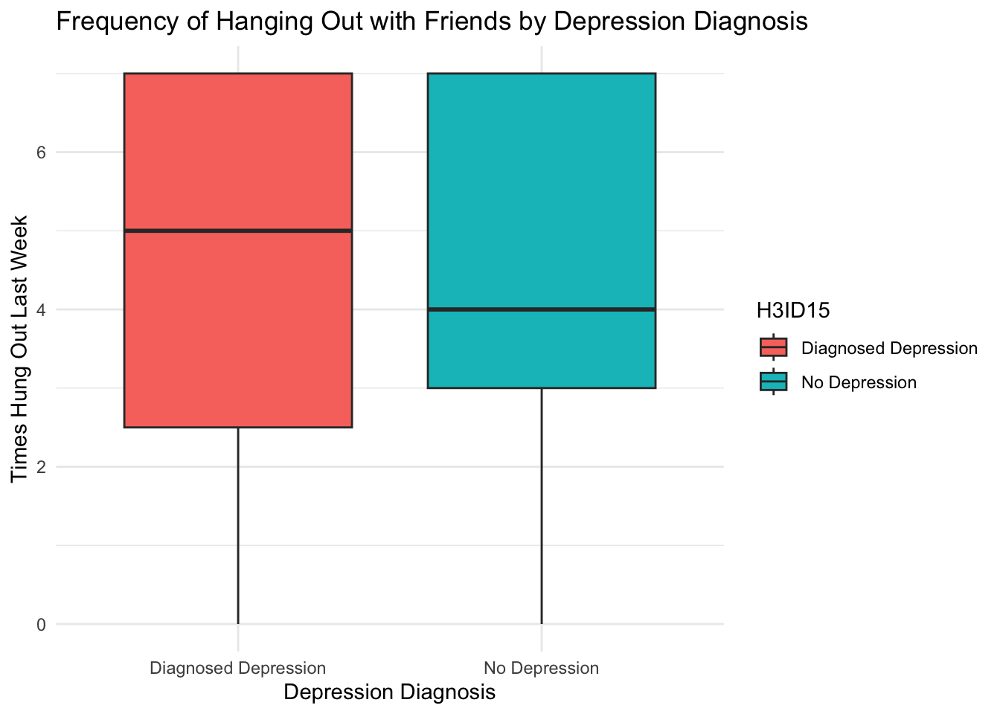 Frequency of Hanging Out with Friends by Depression Diagnosis
Times Hung Out Last Week
6
4
2
0
Diagnosed Depression
No Depression
Depression Diagnosis
H3ID15
Diagnosed Depression
No Depression